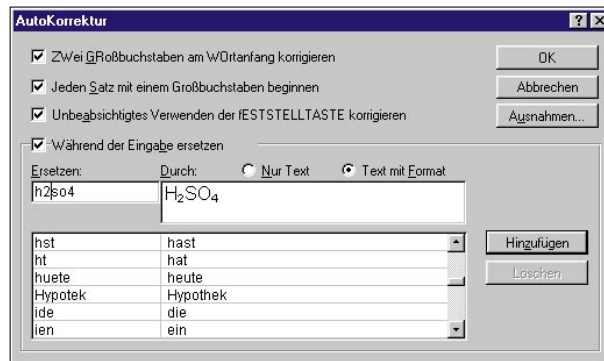 AutoKorrektur
ZWei GRoßbuchstaben am WOrtanfang korrigieren
OK
Jeden Satz mit einem Großbuchstaben beginnen
Abbrechen
Unbeabsichtigtes Verwenden der fESTSTELLTASTE korrigieren
Ausnahmen...
Während der Eingabe ersetzen
Ersetzen: Durch: Nur Text Text mit Format
h2so4 H₂SO₄
hst hast
Hinzufügen
ht hat
huete heute
Löschen
Hypotek Hypothek
ide die
ien ein